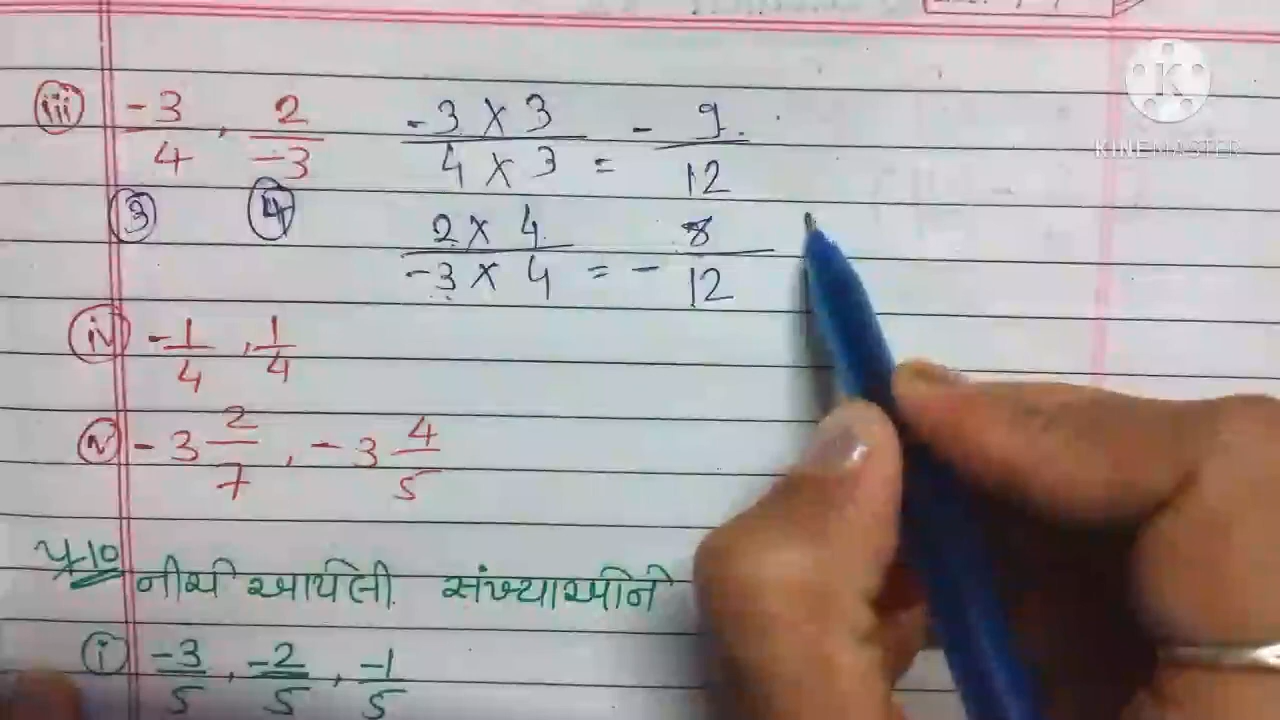 iii -3/4 , 2/-3 -3 × 3 / 4 × 3 = - 9/12
3 4 2 × 4 / -3 × 4 = - 8/12
iv -1/4 , 1/4
v -3 2/7 , -3 4/5
પ્ર-10 નીચે આપેલી સંખ્યાઓને
i -3/5 , -2/5 , -1/5
KINEMASTER